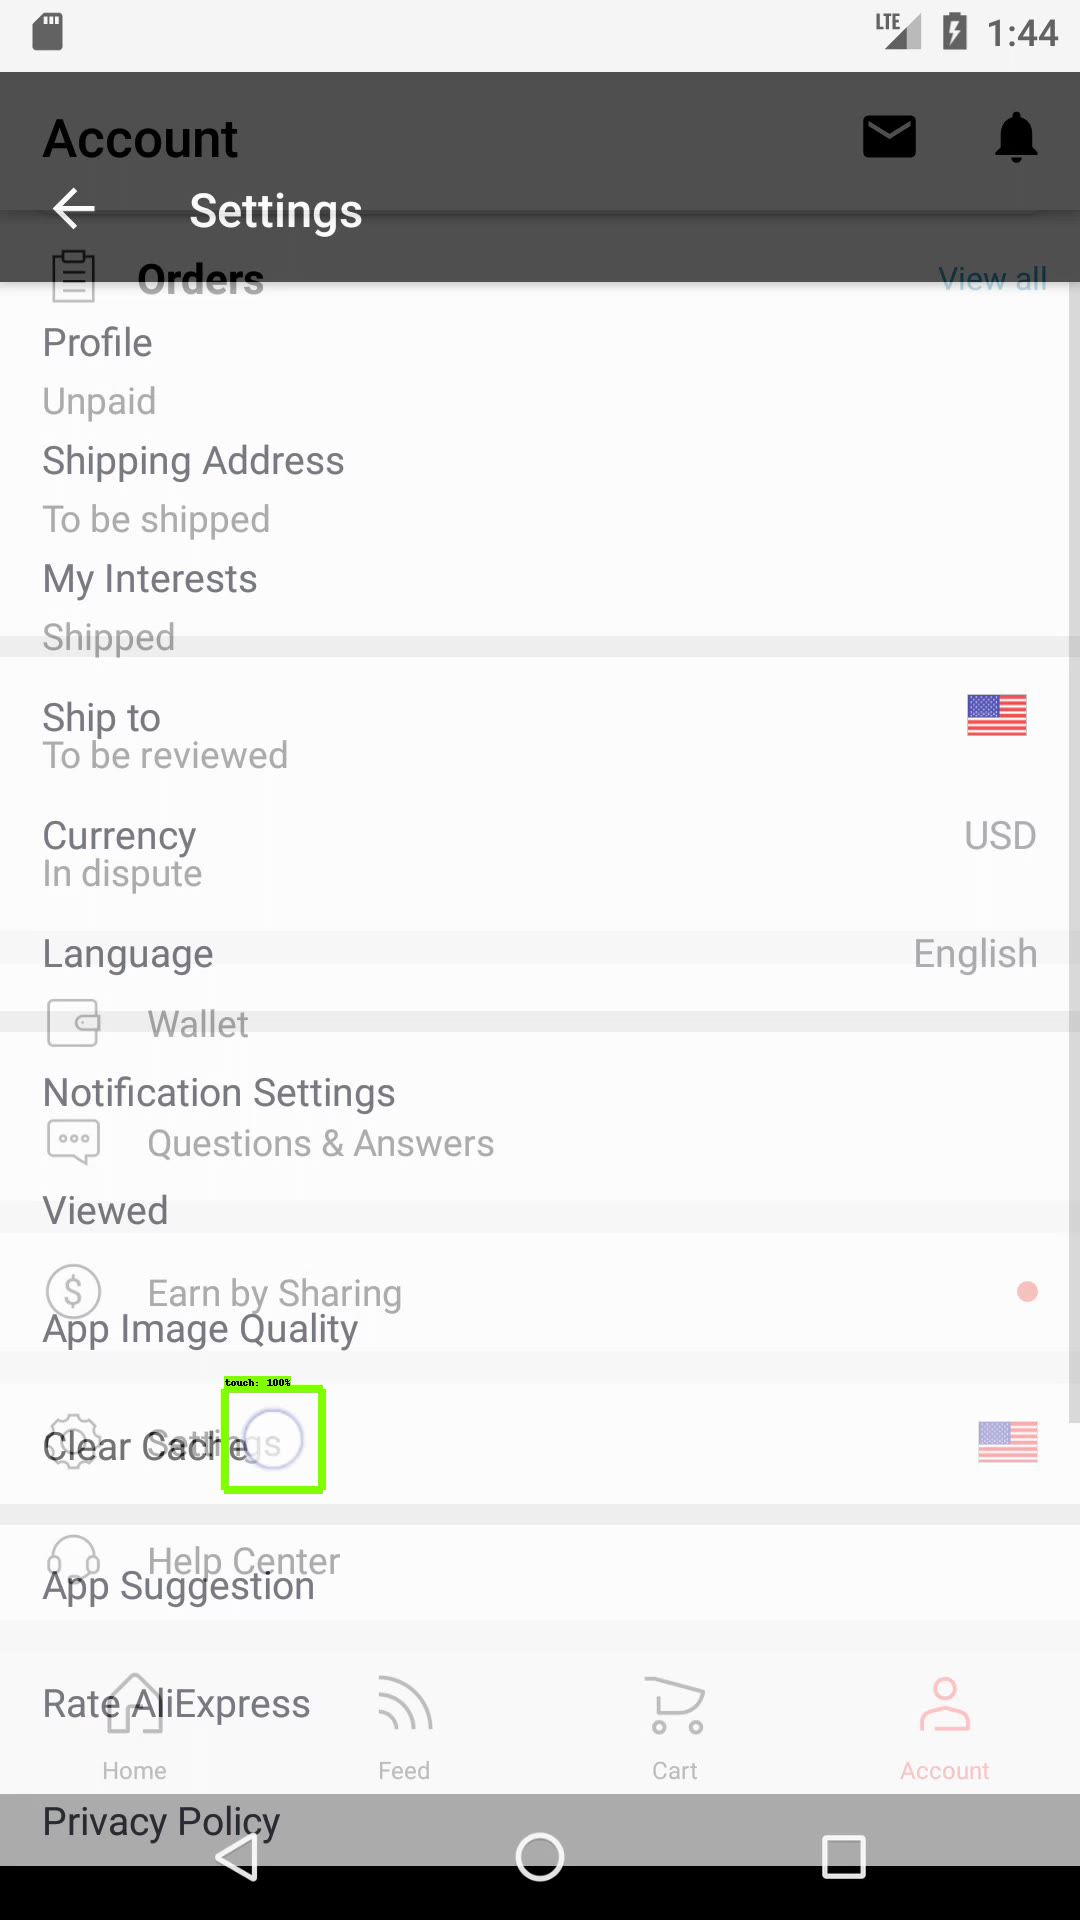 LTE 1:44
Account
Settings
Orders View all
Profile
Unpaid
Shipping Address
To be shipped
My Interests
Shipped
Ship to
To be reviewed
Currency USD
In dispute
Language English
Wallet
Notification Settings
Questions & Answers
Viewed
Earn by Sharing
App Image Quality
touch: 100%
Clear Cache
Settings
Help Center
App Suggestion
Rate AliExpress
Home Feed Cart Account
Privacy Policy